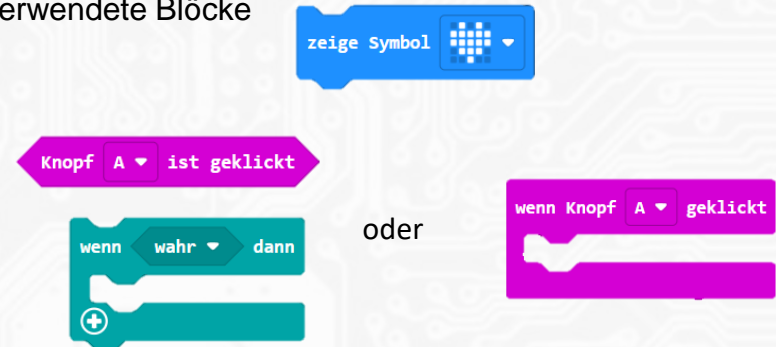 erwendete Blöcke
zeige Symbol
Knopf A ist geklickt
wenn wahr dann
oder
wenn Knopf A geklickt